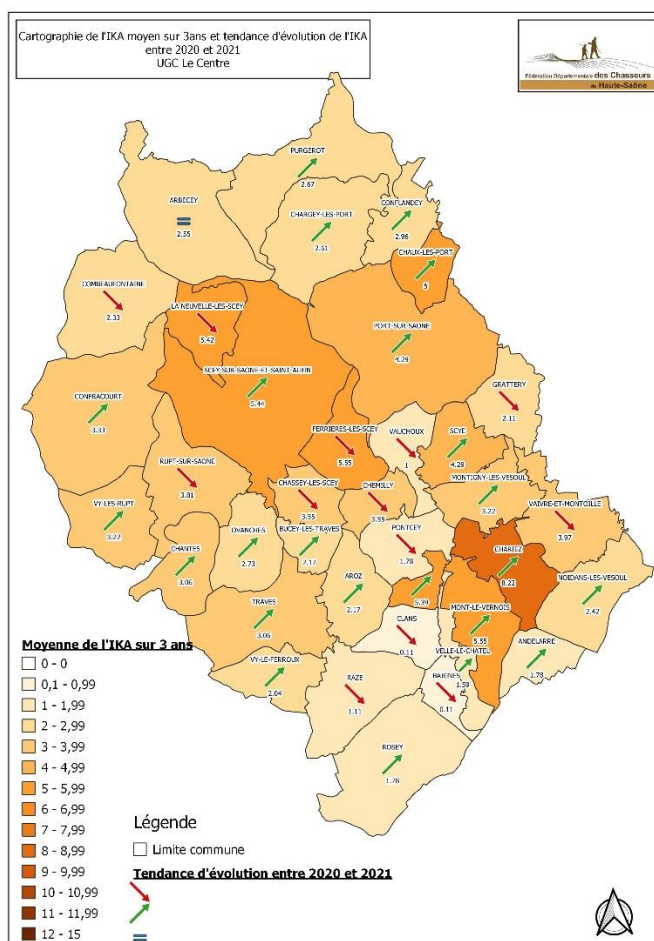 Cartographie de l'IKA moyen sur 3ans et tendance d'évolution de l'IKA
entre 2020 et 2021
UGC Le Centre
Fédération Départementale des Chasseurs
de Haute-Saône
PURGEROT
2.67
ARBECEY
2.55
CHARGEY-LES-PORT
2.61
CONFLANDEY
2.96
CHAUX-LES-PORT
5
COMBEAUFONTAINE
2.33
LA NEUVELLE-LES-SCEY
5.42
PORT-SUR-SAONE
4.29
SCEY-SUR-SAONE-ET-SAINT-ALBIN
5.44
GRATTERY
2.11
CONFRACOURT
3.33
FERRIERES-LES-SCEY
5.55
VAUCHOUX
1
SCYE
4.29
RUPT-SUR-SAONE
3.81
CHASSEY-LES-SCEY
3.55
CHEMILLY
3.55
MONTIGNY-LES-VESOUL
3.22
VAIVRE-ET-MONTOILLE
3.97
VY-LES-RUPT
3.22
OVANCHES
2.73
BUCEY-LES-TRAVES
2.12
PONTCEY
1.78
CHARIEZ
8.22
CHANTES
3.06
AROZ
2.17
5.39
MONT-LE-VERNOIS
5.55
NOIDANS-LES-VESOUL
2.42
TRAVES
3.06
CLANS
0.11
VELLE-LE-CHATEL
1.59
ANDELARRE
1.78
VY-LE-FERROUX
2.04
RAZE
1.11
BAIGNES
0.11
ROSEY
1.78
Moyenne de l'IKA sur 3 ans
0 - 0
0,1 - 0,99
1 - 1,99
2 - 2,99
3 - 3,99
4 - 4,99
5 - 5,99
6 - 6,99
7 - 7,99
8 - 8,99
9 - 9,99
10 - 10,99
11 - 11,99
12 - 15
Légende
Limite commune
Tendance d'évolution entre 2020 et 2021